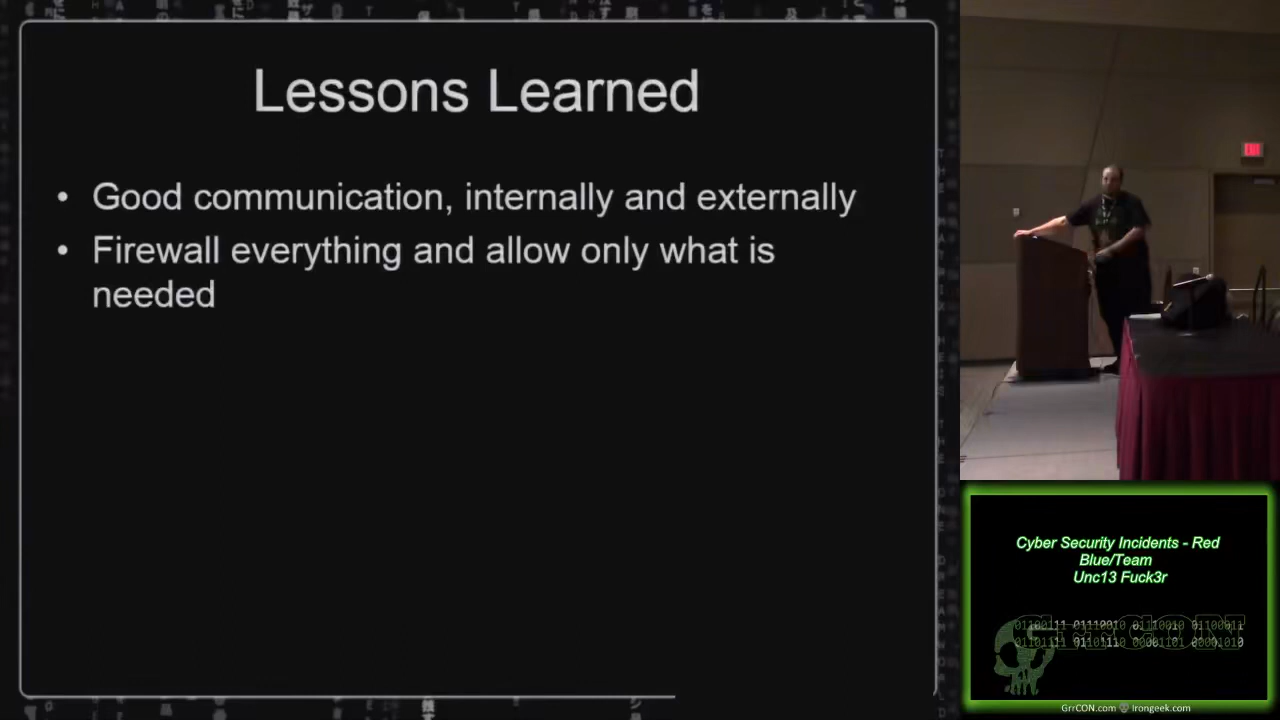 Lessons Learned
• Good communication, internally and externally
• Firewall everything and allow only what is
needed
Cyber Security Incidents - Red
Blue/Team
Unc13 Fuck3r
GrrCON
GrrCON.com Irongeek.com